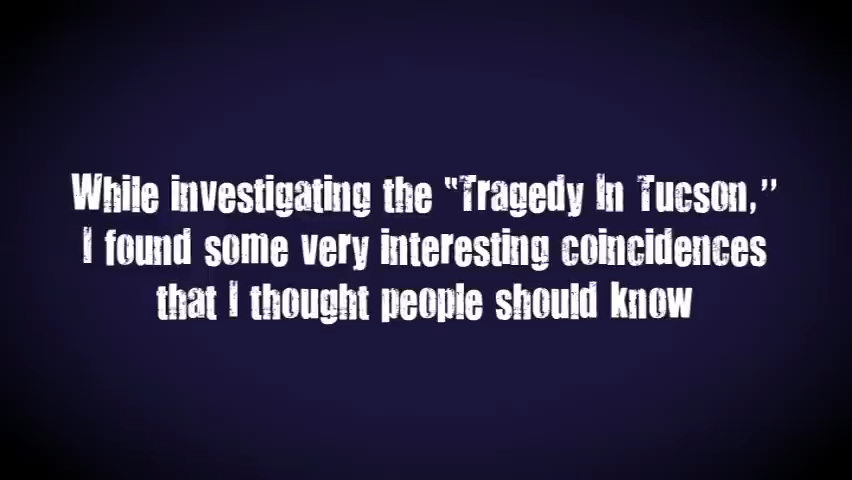 While investigating the “Tragedy In Tucson,”
I found some very interesting coincidences
that I thought people should know